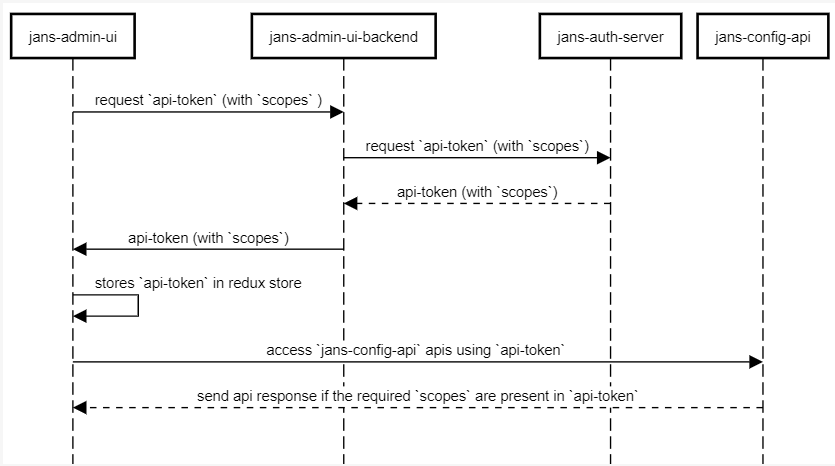 jans-admin-ui
jans-admin-ui-backend
jans-auth-server
jans-config-api
request `api-token` (with `scopes` )
request `api-token` (with `scopes`)
api-token (with `scopes`)
api-token (with `scopes`)
stores `api-token` in redux store
access `jans-config-api` apis using `api-token`
send api response if the required `scopes` are present in `api-token`